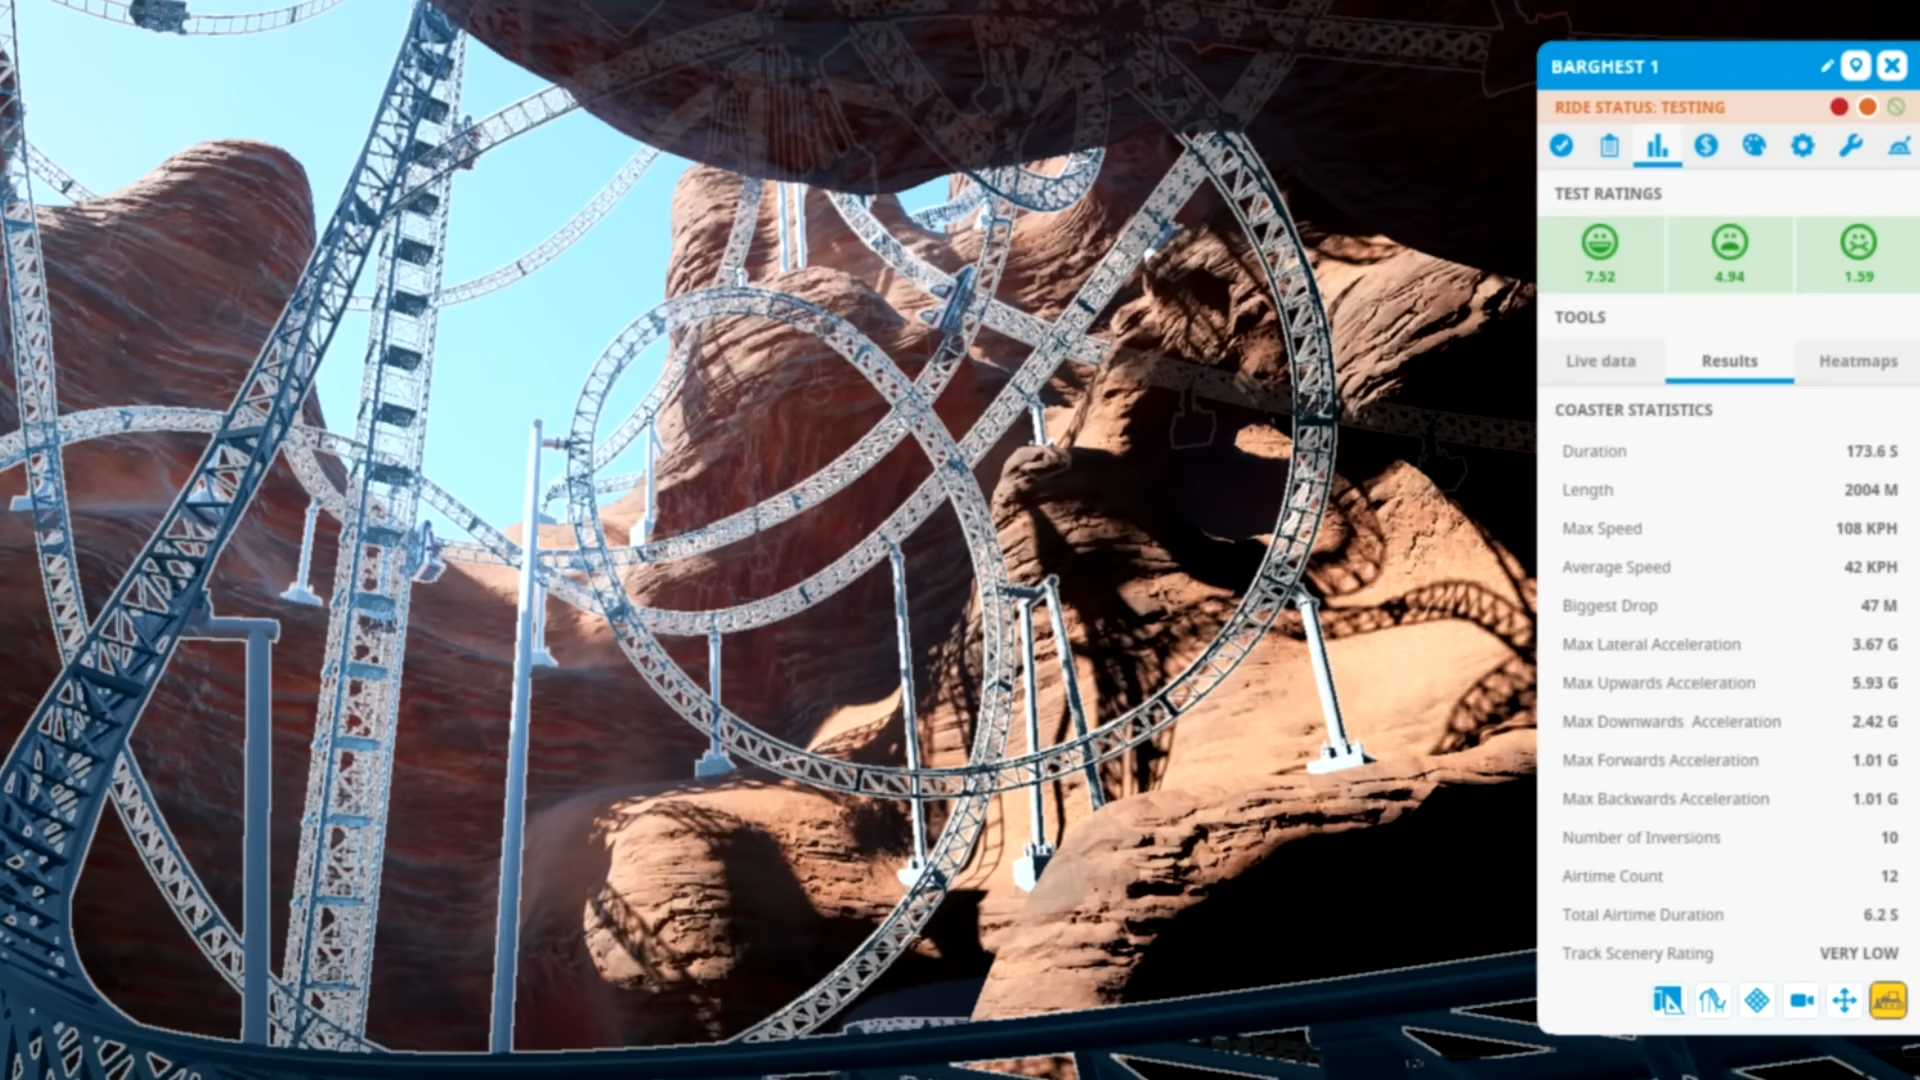 BARGHEST 1
RIDE STATUS: TESTING
TEST RATINGS
7.52 4.94 1.59
TOOLS
Live data Results Heatmaps
COASTER STATISTICS
Duration 173.6 S
Length 2004 M
Max Speed 108 KPH
Average Speed 42 KPH
Biggest Drop 47 M
Max Lateral Acceleration 3.67 G
Max Upwards Acceleration 5.93 G
Max Downwards Acceleration 2.42 G
Max Forwards Acceleration 1.01 G
Max Backwards Acceleration 1.01 G
Number of Inversions 10
Airtime Count 12
Total Airtime Duration 6.2 S
Track Scenery Rating VERY LOW